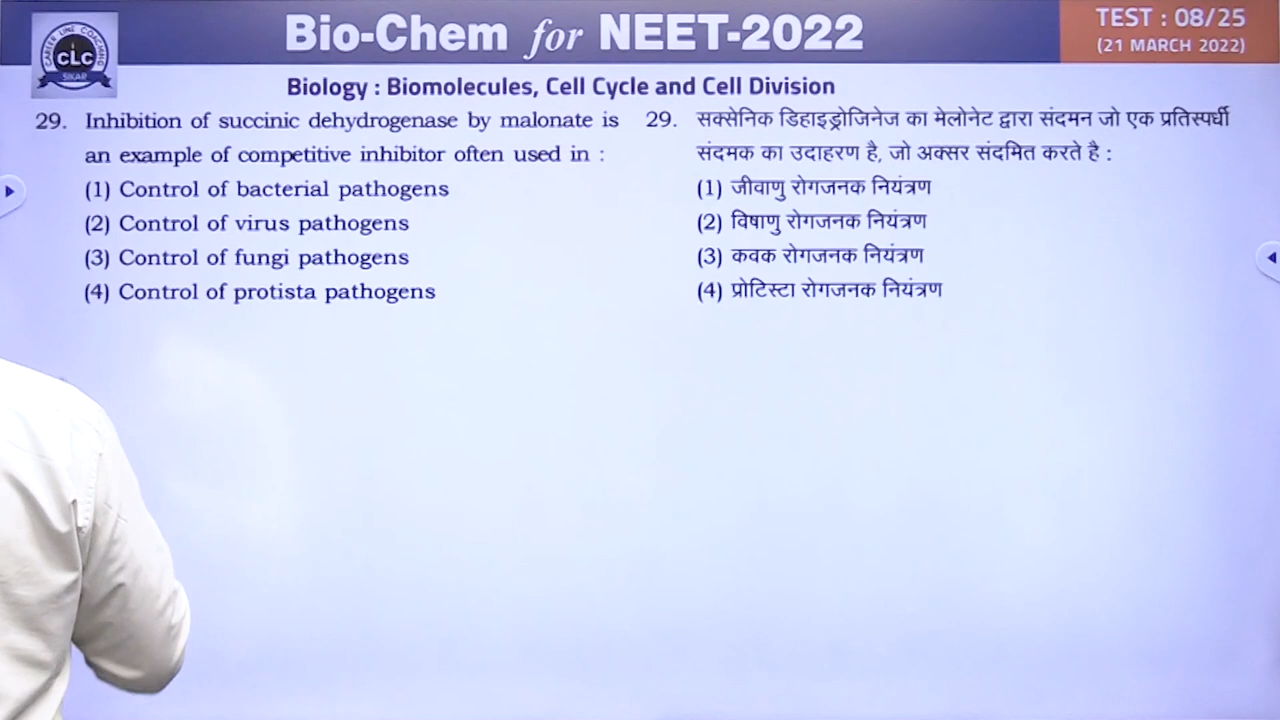 Bio-Chem for NEET-2022
TEST : 08/25
(21 MARCH 2022)
CAREER LINE COACHING
CLC
SIKAR
Biology : Biomolecules, Cell Cycle and Cell Division
29. Inhibition of succinic dehydrogenase by malonate is
an example of competitive inhibitor often used in :
(1) Control of bacterial pathogens
(2) Control of virus pathogens
(3) Control of fungi pathogens
(4) Control of protista pathogens
29. सक्सेनिक डिहाइड्रोजिनेज का मेलोनेट द्वारा संदमन जो एक प्रतिस्पर्धी
संदमक का उदाहरण है, जो अक्सर संदमित करते है :
(1) जीवाणु रोगजनक नियंत्रण
(2) विषाणु रोगजनक नियंत्रण
(3) कवक रोगजनक नियंत्रण
(4) प्रोटिस्टा रोगजनक नियंत्रण